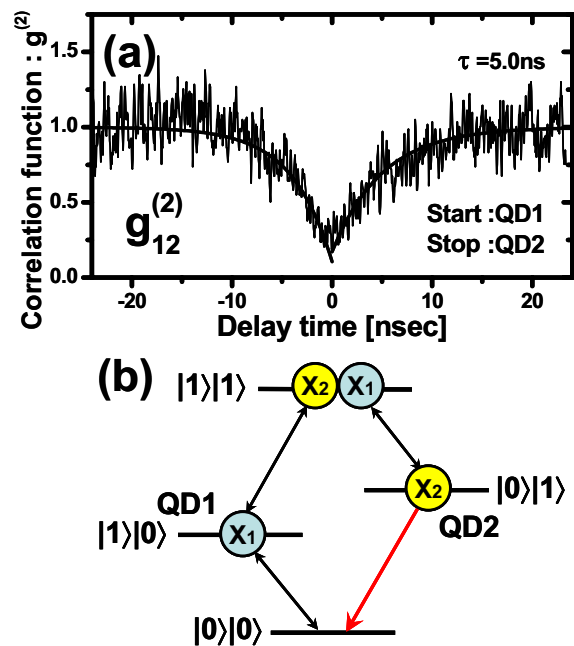 Correlation function : g(2)
1.5
1.0
0.5
0.0
(a)
τ =5.0ns
g12(2)
Start :QD1
Stop :QD2
-20 -10 0 10 20
Delay time [nsec]
(b)
|1⟩|1⟩ X2 X1
X2 |0⟩|1⟩
QD1 QD2
|1⟩|0⟩ X1
|0⟩|0⟩